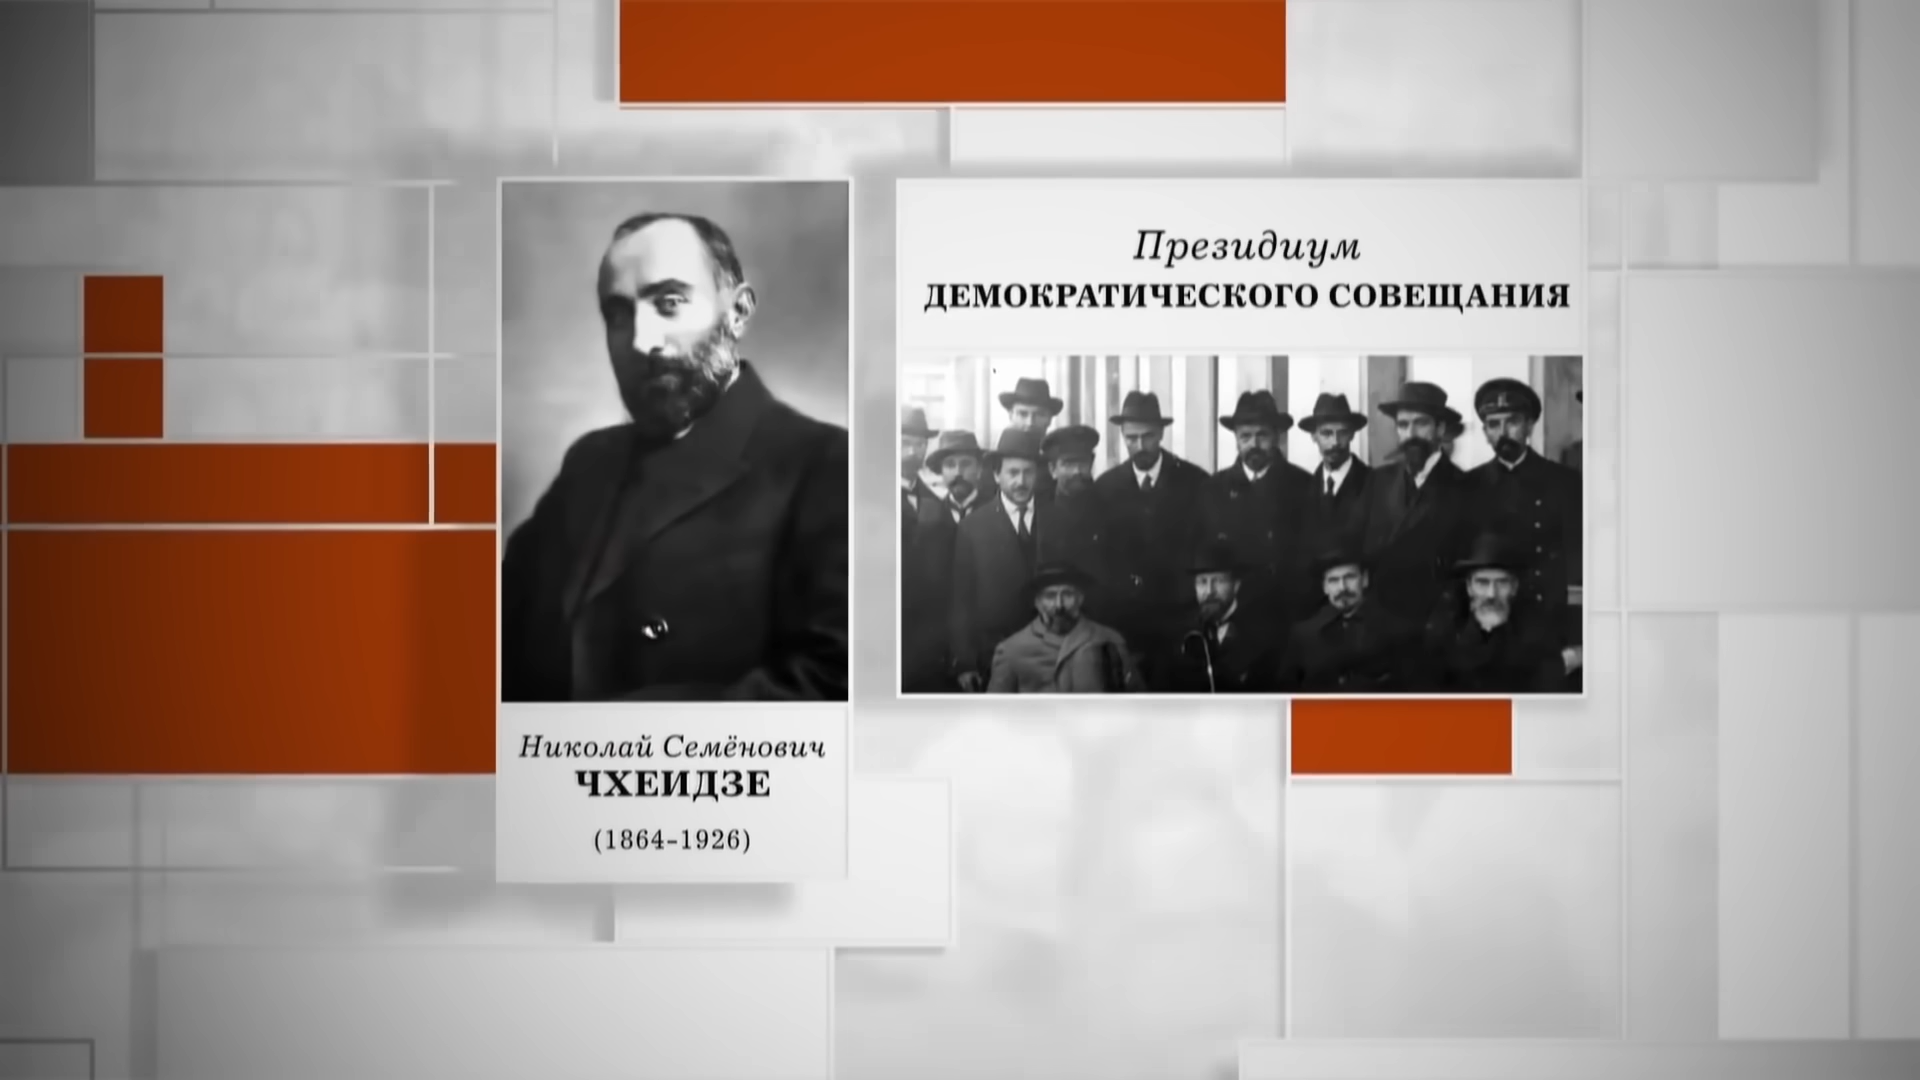 Николай Семёнович
ЧХЕИДЗЕ
(1864–1926)
Президиум
ДЕМОКРАТИЧЕСКОГО СОВЕЩАНИЯ